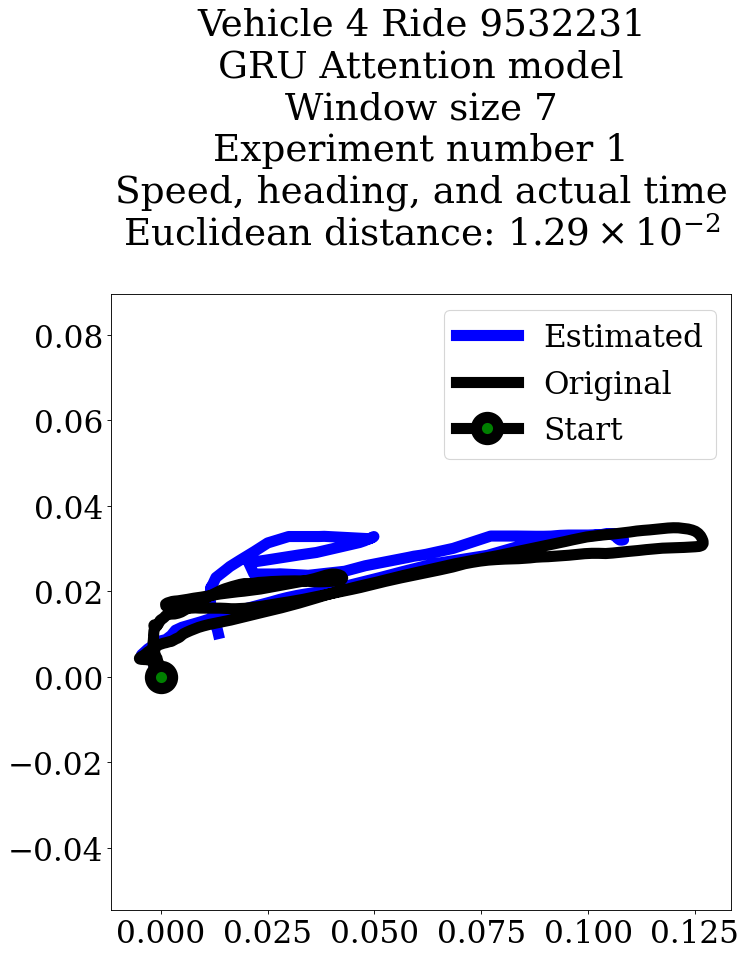 Vehicle 4 Ride 9532231
GRU Attention model
Window size 7
Experiment number 1
Speed, heading, and actual time
Euclidean distance: 1.29 × 10⁻²
Estimated
Original
Start
0.08
0.06
0.04
0.02
0.00
−0.02
−0.04
0.000 0.025 0.050 0.075 0.100 0.125